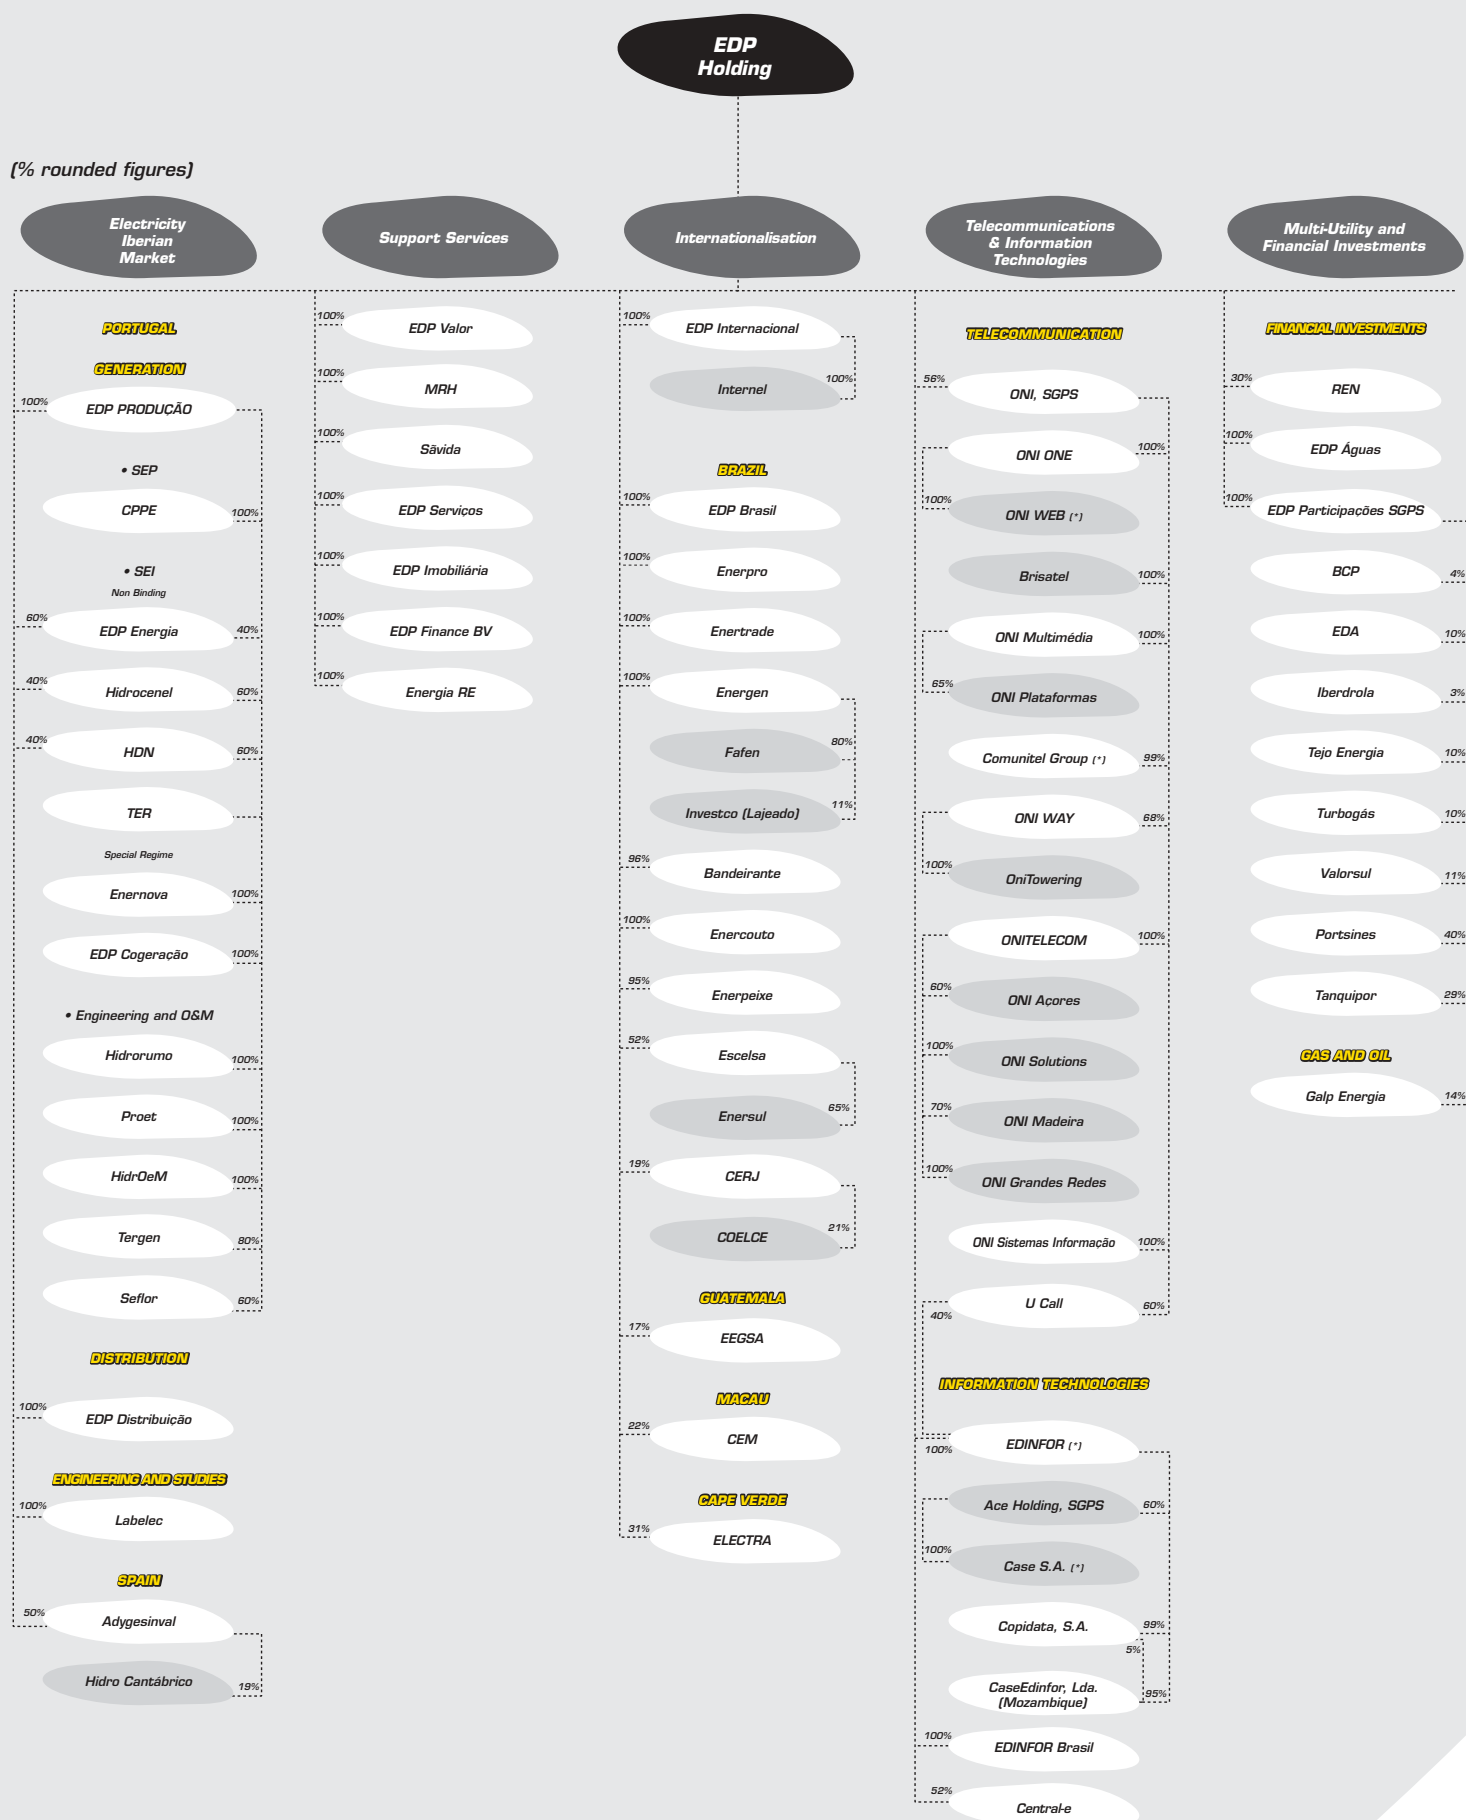 EDP
Holding
(% rounded figures)
Electricity
Iberian
Market
PORTUGAL
GENERATION
100%
EDP PRODUÇÃO
• SEP
CPPE
100%
• SEI
Non Binding
60%
EDP Energia
40%
40%
Hidrocenel
60%
40%
HDN
60%
TER
Special Regime
Enernova
100%
EDP Cogeração
100%
• Engineering and O&M
Hidrorumo
100%
Proet
100%
HidrOeM
100%
Tergen
80%
Seflor
60%
DISTRIBUTION
100%
EDP Distribuição
ENGINEERING AND STUDIES
100%
Labelec
SPAIN
50%
Adygesinval
Hidro Cantábrico
19%
Support Services
100%
EDP Valor
100%
MRH
100%
Sãvida
100%
EDP Serviços
100%
EDP Imobiliária
100%
EDP Finance BV
100%
Energia RE
Internationalisation
100%
EDP Internacional
Internel
100%
BRAZIL
100%
EDP Brasil
100%
Enerpro
100%
Enertrade
100%
Energen
Fafen
80%
Investco (Lajeado)
11%
96%
Bandeirante
100%
Enercouto
95%
Enerpeixe
52%
Escelsa
Enersul
65%
19%
CERJ
COELCE
21%
GUATEMALA
17%
EEGSA
MACAU
22%
CEM
CAPE VERDE
31%
ELECTRA
Telecommunications
& Information
Technologies
TELECOMMUNICATION
56%
ONI, SGPS
ONI ONE
100%
100%
ONI WEB (*)
Brisatel
100%
ONI Multimédia
100%
65%
ONI Plataformas
Comunitel Group (*)
99%
ONI WAY
68%
100%
OniTowering
ONITELECOM
100%
60%
ONI Açores
100%
ONI Solutions
70%
ONI Madeira
100%
ONI Grandes Redes
ONI Sistemas Informação
100%
U Call
60%
40%
INFORMATION TECHNOLOGIES
EDINFOR (*)
100%
Ace Holding, SGPS
60%
100%
Case S.A. (*)
Copidata, S.A.
99%
5%
CaseEdinfor, Lda.
(Mozambique)
95%
100%
EDINFOR Brasil
52%
Central-e
Multi-Utility and
Financial Investments
FINANCIAL INVESTMENTS
30%
REN
100%
EDP Águas
100%
EDP Participações SGPS
BCP
4%
EDA
10%
Iberdrola
3%
Tejo Energia
10%
Turbogás
10%
Valorsul
11%
Portsines
40%
Tanquipor
29%
GAS AND OIL
Galp Energia
14%